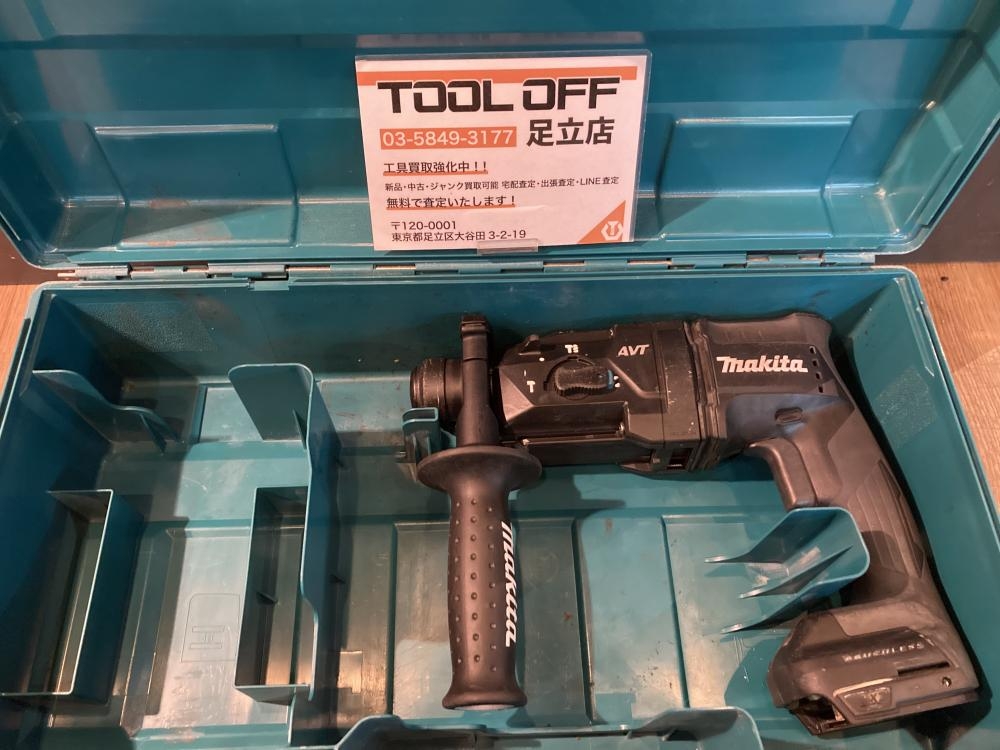 TOOL OFF
03-5849-3177 足立店
工具買取強化中！！
新品・中古・ジャンク買取可能 宅配査定・出張査定・LINE査定
無料で査定いたします！
〒120-0001
東京都足立区大谷田 3-2-19
AVT
makita
T
makita
BRUSHLESS